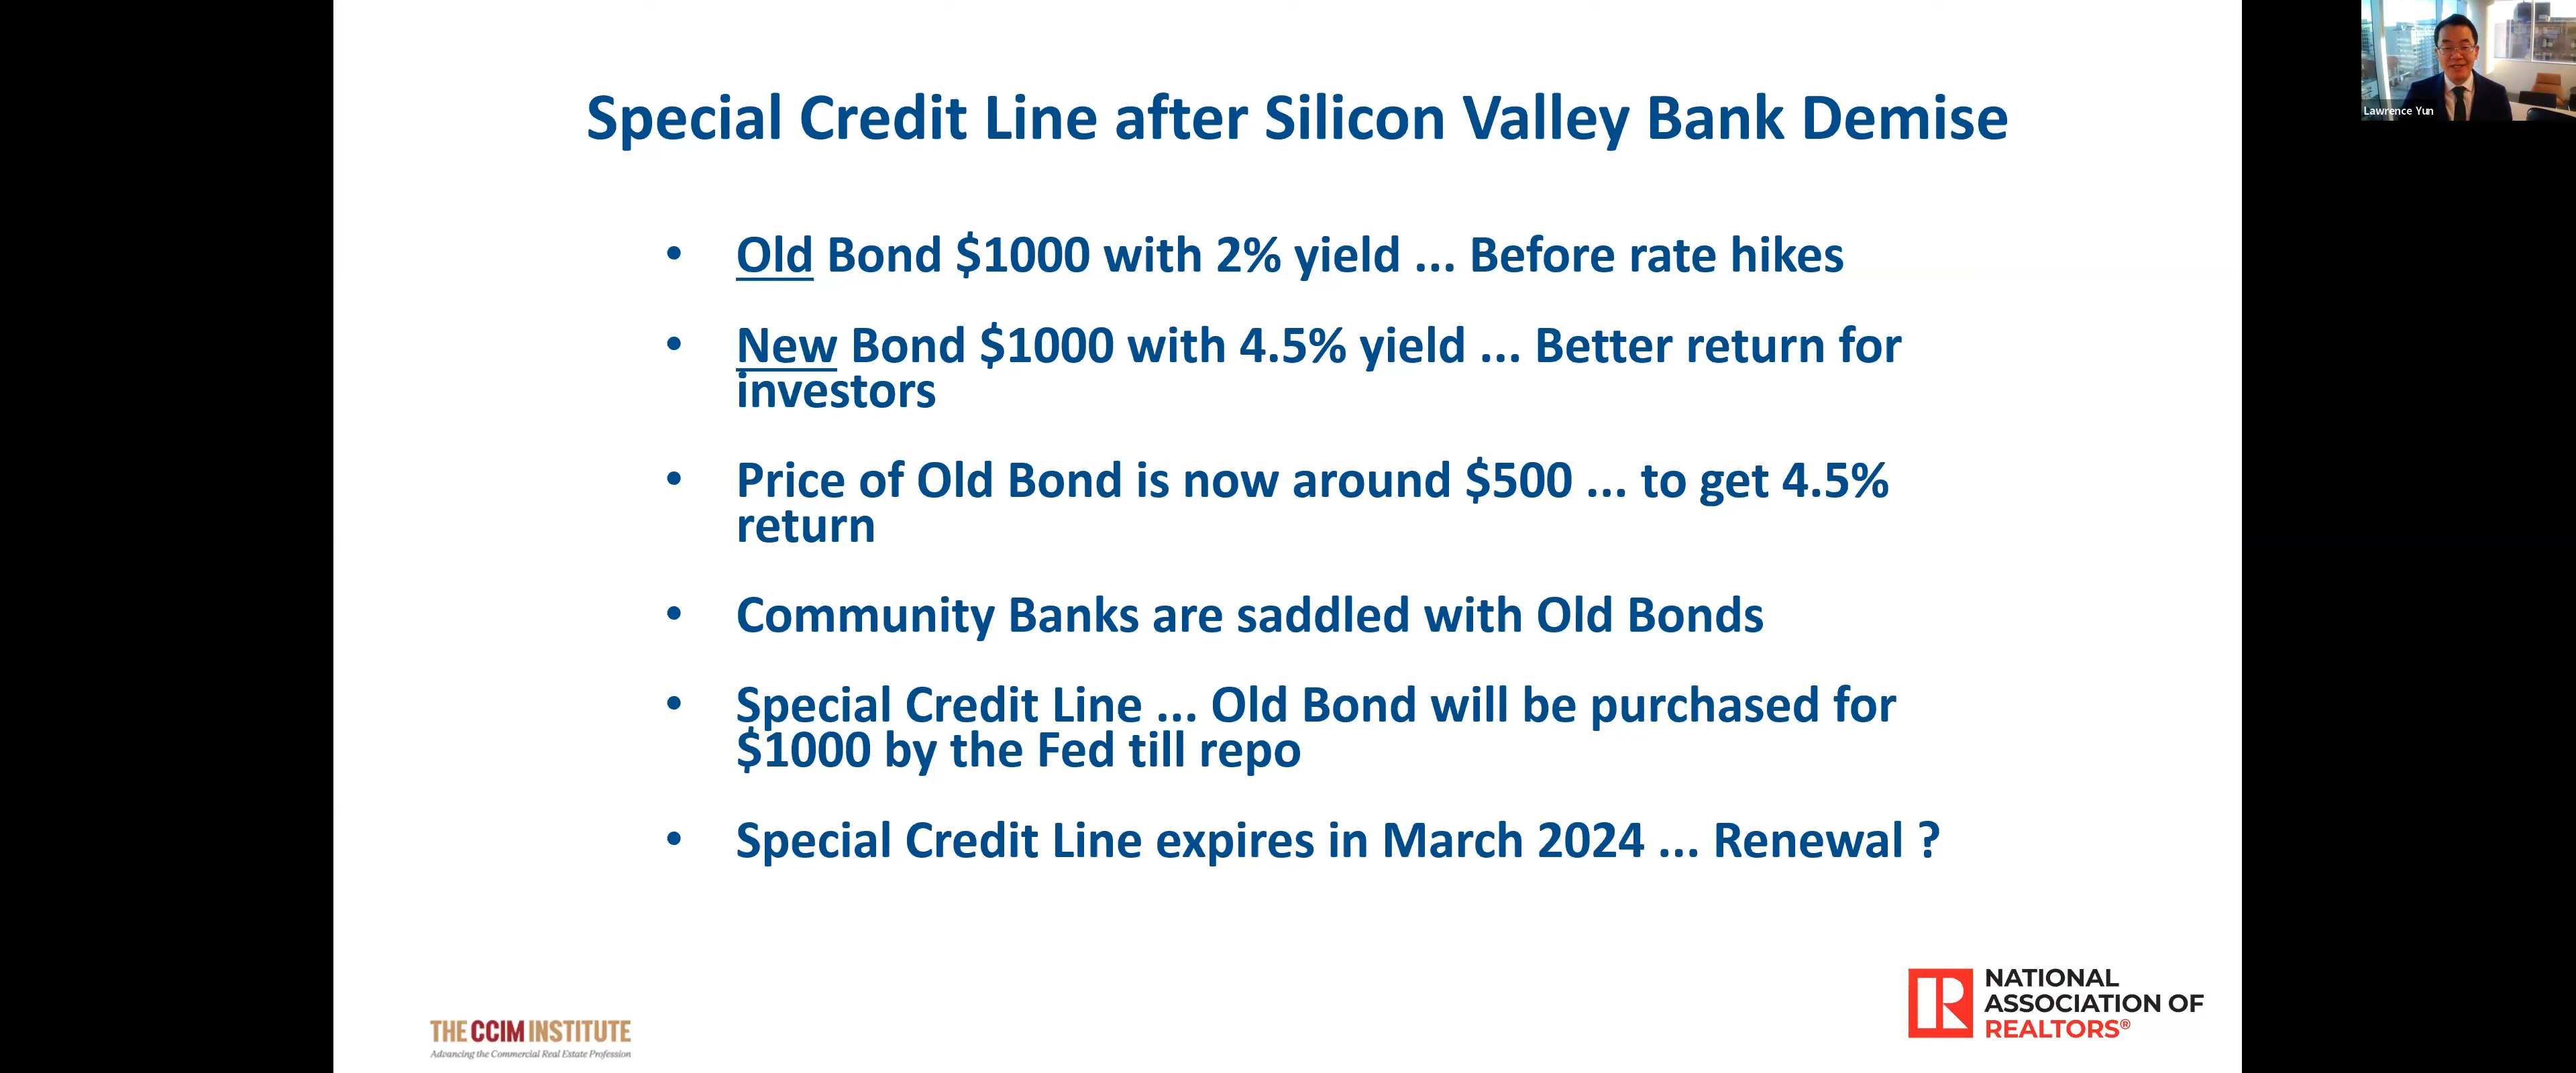 Special Credit Line after Silicon Valley Bank Demise
Lawrence Yun
• Old Bond $1000 with 2% yield ... Before rate hikes
• New Bond $1000 with 4.5% yield ... Better return for
investors
• Price of Old Bond is now around $500 ... to get 4.5%
return
• Community Banks are saddled with Old Bonds
• Special Credit Line ... Old Bond will be purchased for
$1000 by the Fed till repo
• Special Credit Line expires in March 2024 ... Renewal ?
THE CCIM INSTITUTE
Advancing the Commercial Real Estate Profession
R
NATIONAL
ASSOCIATION OF
REALTORS®